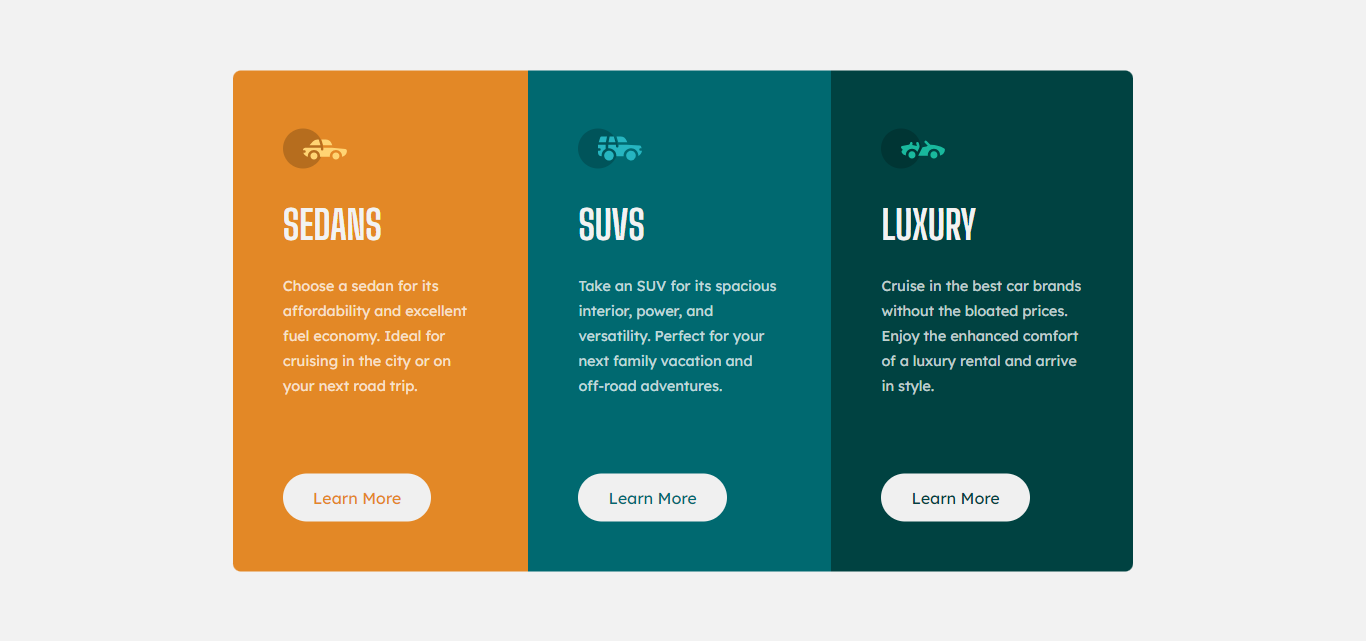 SEDANS
Choose a sedan for its
affordability and excellent
fuel economy. Ideal for
cruising in the city or on
your next road trip.
Learn More
SUVS
Take an SUV for its spacious
interior, power, and
versatility. Perfect for your
next family vacation and
off-road adventures.
Learn More
LUXURY
Cruise in the best car brands
without the bloated prices.
Enjoy the enhanced comfort
of a luxury rental and arrive
in style.
Learn More